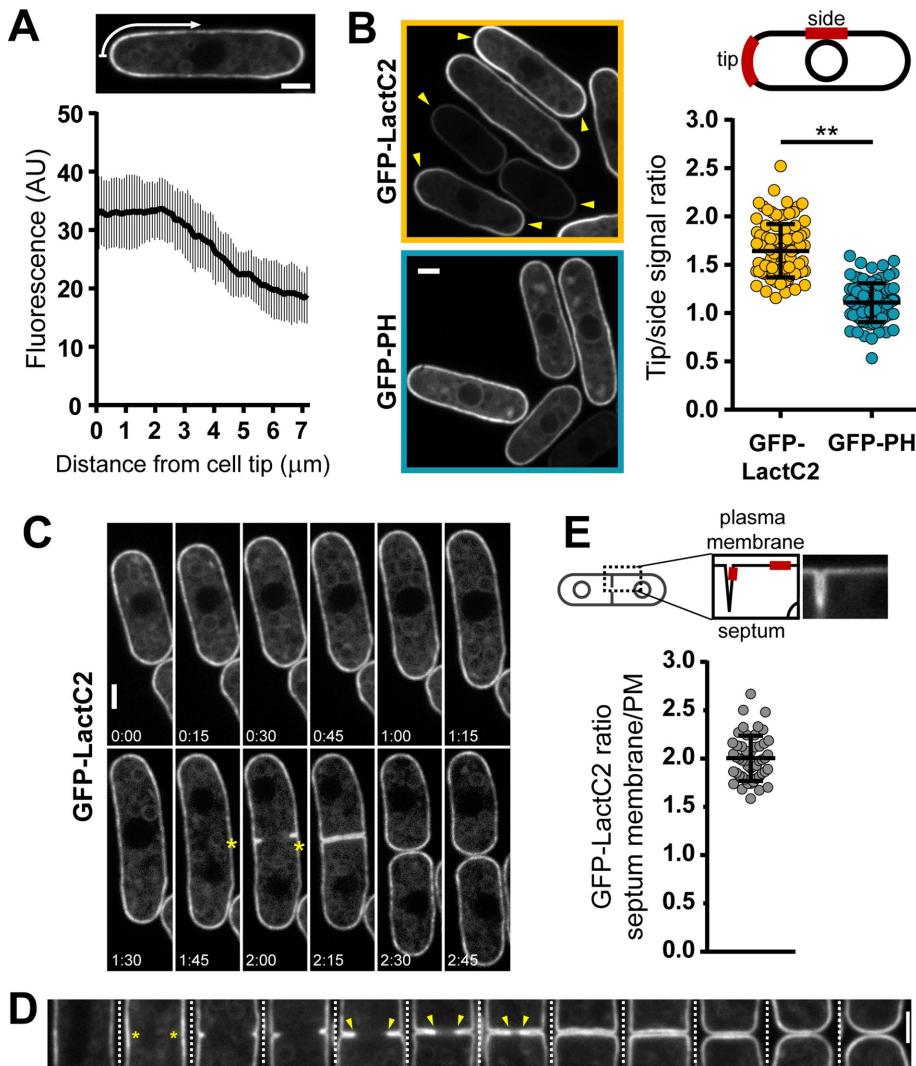 A
Fluorescence (AU)
50
40
30
20
10
0
0 1 2 3 4 5 6 7
Distance from cell tip (μm)
B
GFP-LactC2
GFP-PH
side
tip
Tip/side signal ratio
3.0
2.5
2.0
1.5
1.0
0.5
0.0
**
GFP-
LactC2
GFP-PH
C
GFP-LactC2
0:00 0:15 0:30 0:45 1:00 1:15
*
*
1:30 1:45 2:00 2:15 2:30 2:45
E
plasma
membrane
septum
GFP-LactC2 ratio
septum membrane/PM
3.0
2.5
2.0
1.5
1.0
0.5
0.0
D
* *